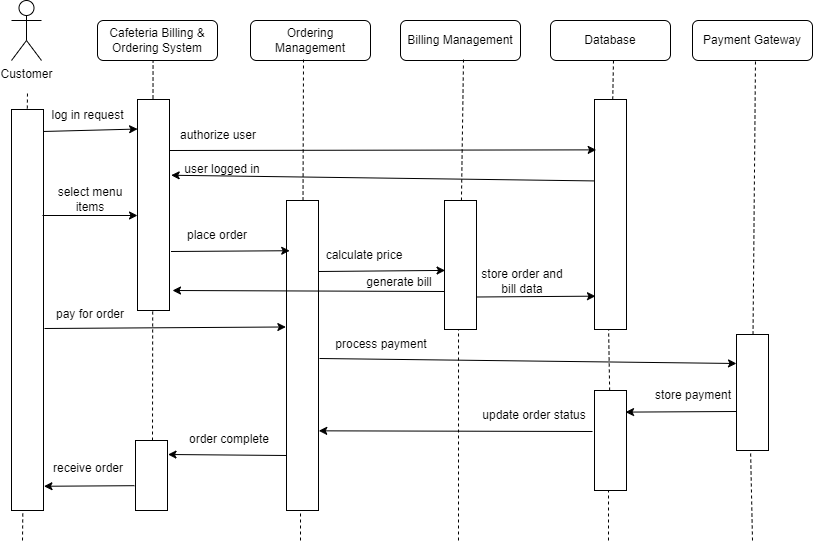 Customer
Cafeteria Billing &
Ordering System
Ordering
Management
Billing Management
Database
Payment Gateway
log in request
authorize user
user logged in
select menu
items
place order
calculate price
generate bill
store order and
bill data
pay for order
process payment
store payment
update order status
order complete
receive order